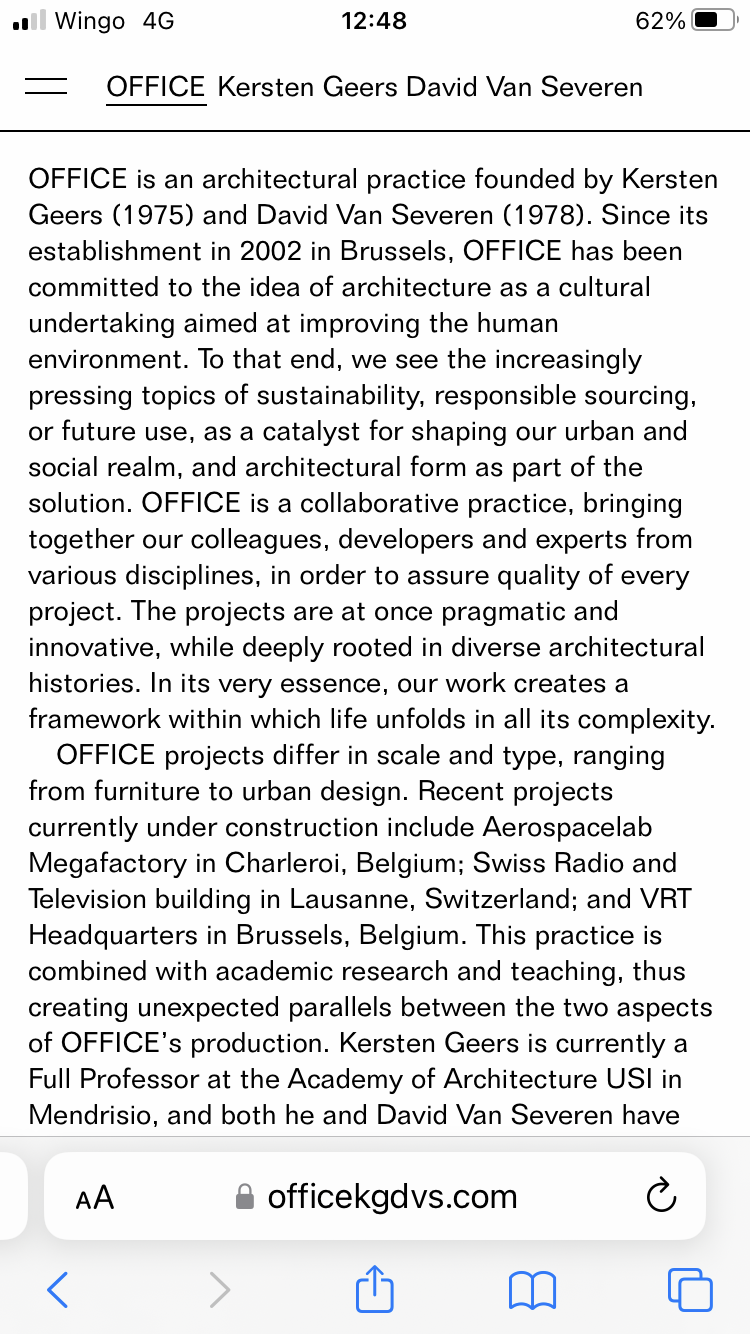 Wingo 4G 12:48 62%
OFFICE Kersten Geers David Van Severen
OFFICE is an architectural practice founded by Kersten
Geers (1975) and David Van Severen (1978). Since its
establishment in 2002 in Brussels, OFFICE has been
committed to the idea of architecture as a cultural
undertaking aimed at improving the human
environment. To that end, we see the increasingly
pressing topics of sustainability, responsible sourcing,
or future use, as a catalyst for shaping our urban and
social realm, and architectural form as part of the
solution. OFFICE is a collaborative practice, bringing
together our colleagues, developers and experts from
various disciplines, in order to assure quality of every
project. The projects are at once pragmatic and
innovative, while deeply rooted in diverse architectural
histories. In its very essence, our work creates a
framework within which life unfolds in all its complexity.
OFFICE projects differ in scale and type, ranging
from furniture to urban design. Recent projects
currently under construction include Aerospacelab
Megafactory in Charleroi, Belgium; Swiss Radio and
Television building in Lausanne, Switzerland; and VRT
Headquarters in Brussels, Belgium. This practice is
combined with academic research and teaching, thus
creating unexpected parallels between the two aspects
of OFFICE’s production. Kersten Geers is currently a
Full Professor at the Academy of Architecture USI in
Mendrisio, and both he and David Van Severen have
AA officekgdvs.com